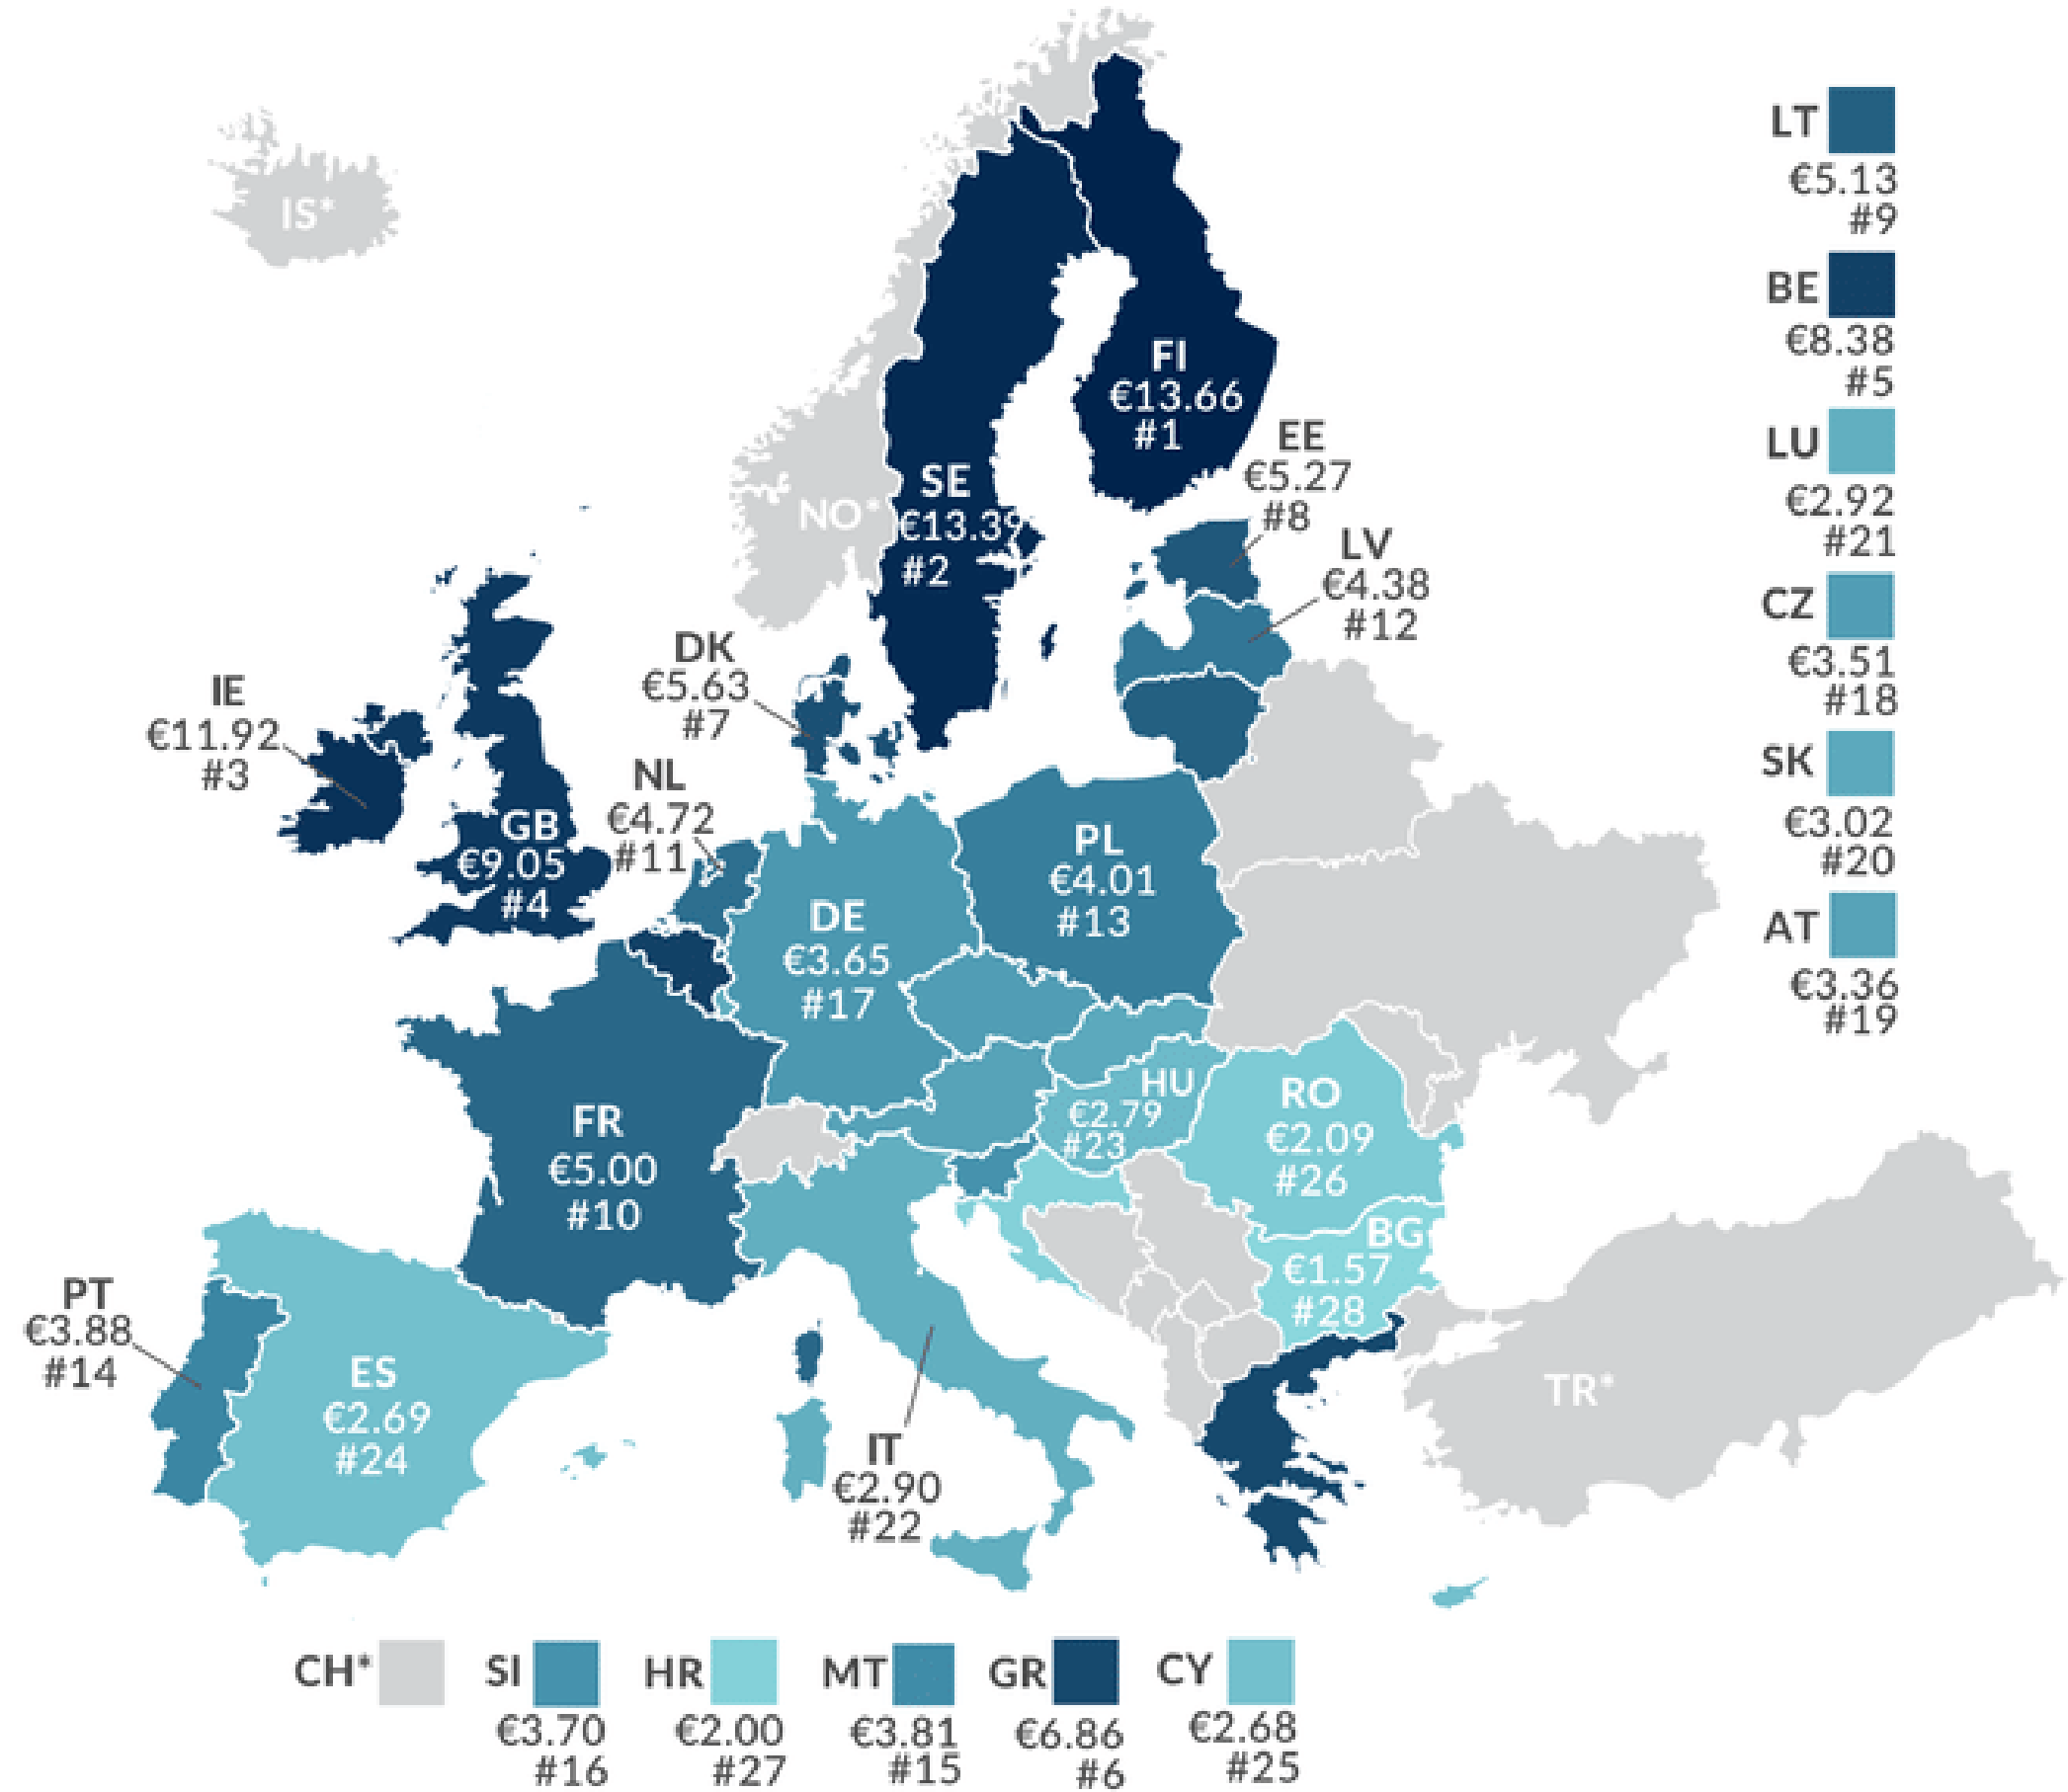 IS*
NO*
FI
€13.66
#1
SE
€13.39
#2
EE
€5.27
#8
LV
€4.38
#12
DK
€5.63
#7
IE
€11.92
#3
GB
€9.05
#4
NL
€4.72
#11
DE
€3.65
#17
PL
€4.01
#13
FR
€5.00
#10
HU
€2.79
#23
RO
€2.09
#26
BG
€1.57
#28
PT
€3.88
#14
ES
€2.69
#24
IT
€2.90
#22
TR*
LT
€5.13
#9
BE
€8.38
#5
LU
€2.92
#21
CZ
€3.51
#18
SK
€3.02
#20
AT
€3.36
#19
CH*
SI
€3.70
#16
HR
€2.00
#27
MT
€3.81
#15
GR
€6.86
#6
CY
€2.68
#25